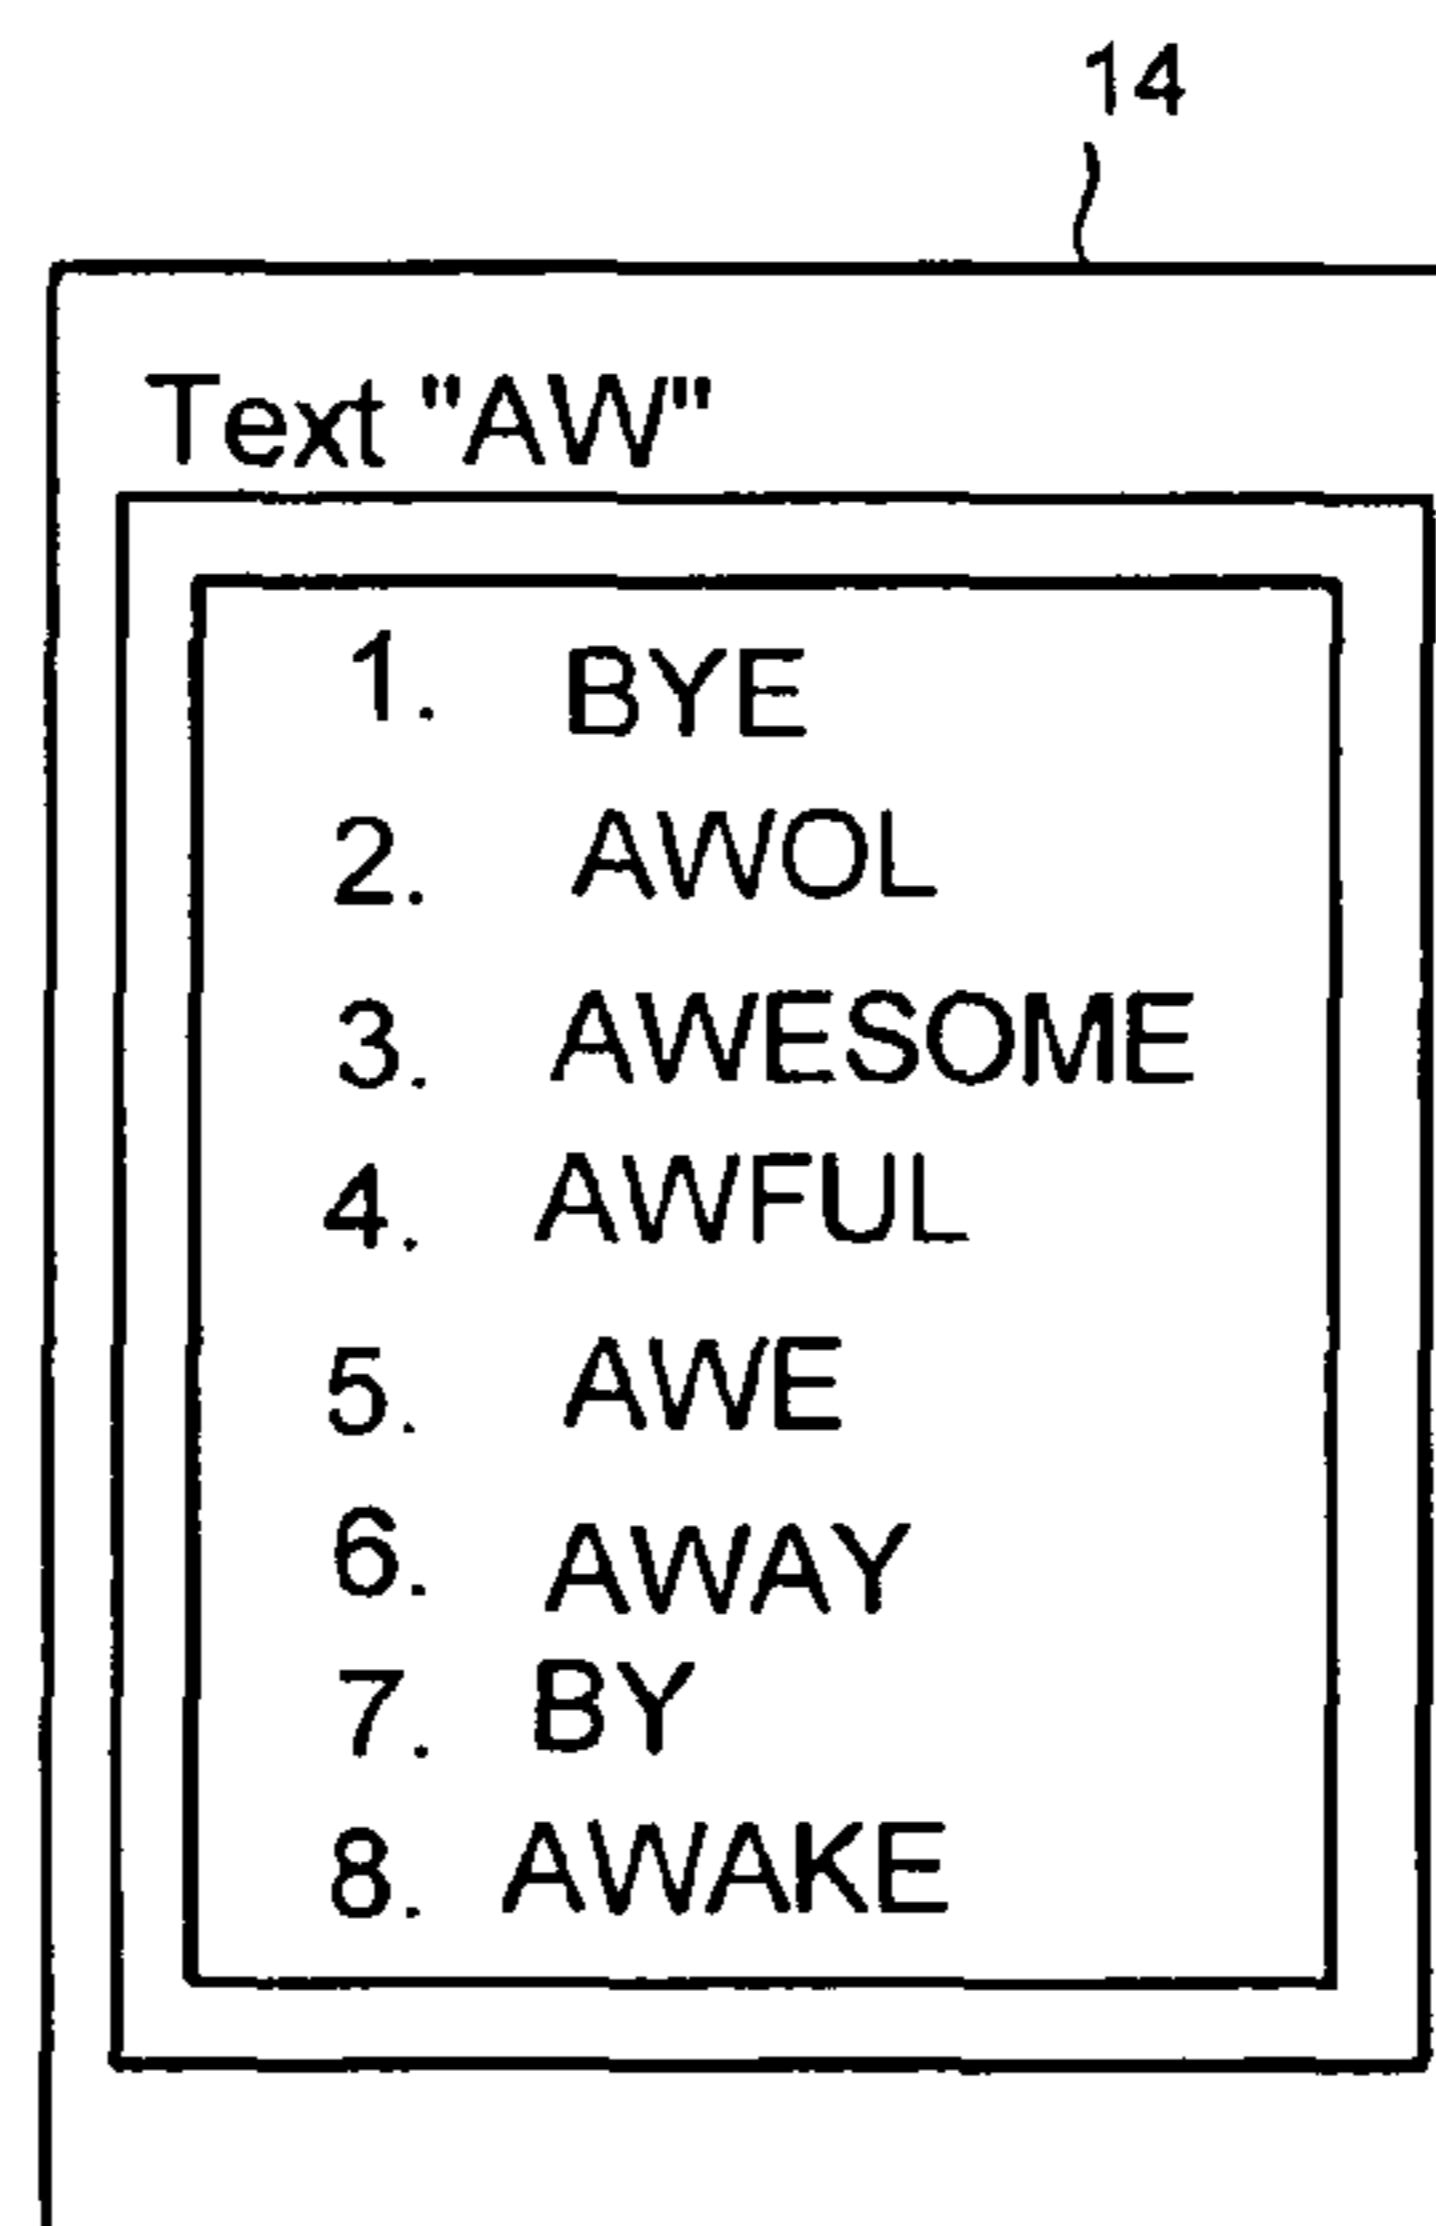 14
Text "AW"
1. BYE
2. AWOL
3. AWESOME
4. AWFUL
5. AWE
6. AWAY
7. BY
8. AWAKE